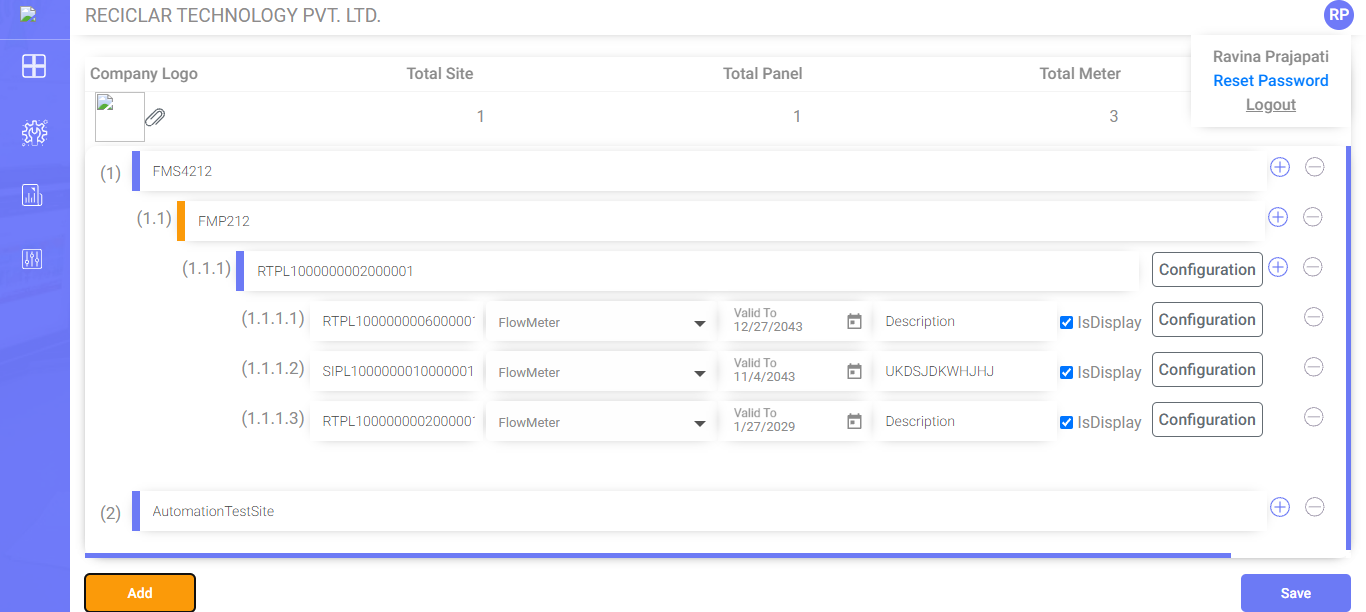 RECICLAR TECHNOLOGY PVT. LTD.
RP
Ravina Prajapati
Reset Password
Logout
Company Logo Total Site Total Panel Total Meter
1 1 3
(1) FMS4212
(1.1) FMP212
(1.1.1) RTPL1000000002000001 Configuration
(1.1.1.1) RTPL100000000600000 FlowMeter Valid To 12/27/2043 Description IsDisplay Configuration
(1.1.1.2) SIPL1000000010000001 FlowMeter Valid To 11/4/2043 UKDSJDKWHJHJ IsDisplay Configuration
(1.1.1.3) RTPL100000000200000 FlowMeter Valid To 1/27/2029 Description IsDisplay Configuration
(2) AutomationTestSite
Add Save